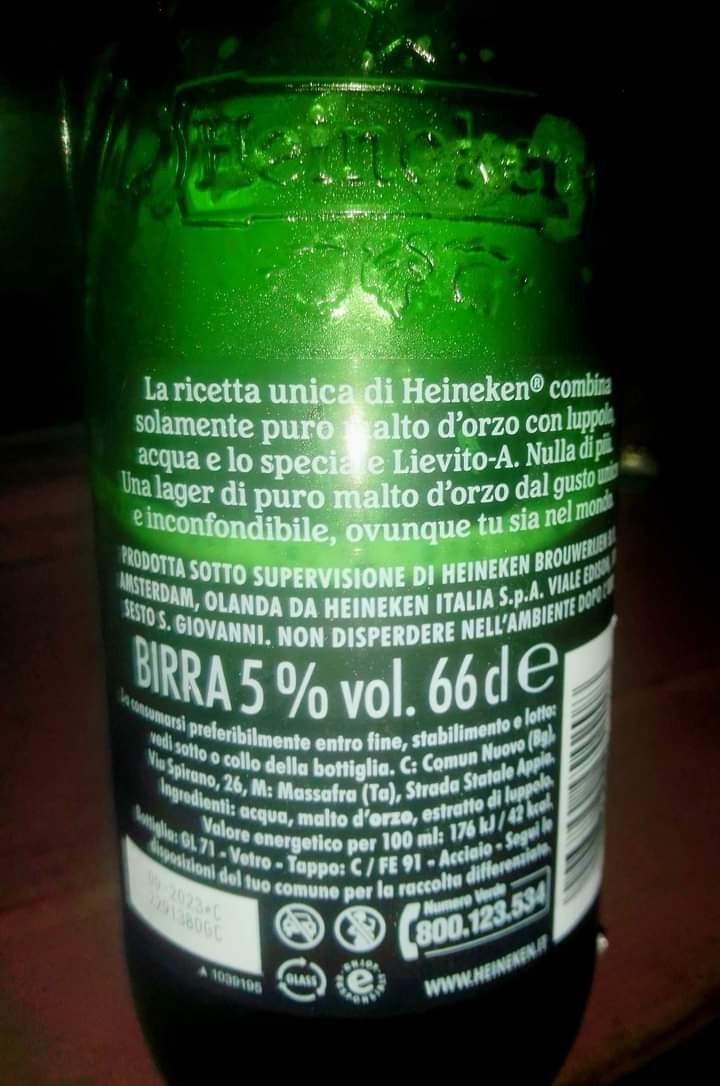 Heineken
La ricetta unica di Heineken® combina
solamente puro malto d'orzo con luppolo,
acqua e lo speciale Lievito-A. Nulla di più.
Una lager di puro malto d'orzo dal gusto unico
e inconfondibile, ovunque tu sia nel mondo.
PRODOTTA SOTTO SUPERVISIONE DI HEINEKEN BROUWERIJEN
AMSTERDAM, OLANDA DA HEINEKEN ITALIA S.p.A. VIALE EDISON,
SESTO S. GIOVANNI. NON DISPERDERE NELL'AMBIENTE DOPO L'USO
BIRRA 5 % vol. 66 cl e
Da consumarsi preferibilmente entro fine, stabilimento e lotto:
vedi sotto o collo della bottiglia. C: Comun Nuovo (Bg),
Via Spirano, 26, M: Massafra (Ta), Strada Statale Appia.
Ingredienti: acqua, malto d'orzo, estratto di luppolo.
Valore energetico per 100 ml: 176 kJ / 42 kcal.
Bottiglia: GL 71 - Vetro - Tappo: C / FE 91 - Acciaio - Segui le
disposizioni del tuo comune per la raccolta differenziata.
09-2023*C
2291380GC
Numero Verde
800.123.534
A 1039195
GLASS
e
WWW.HEINEKEN.IT